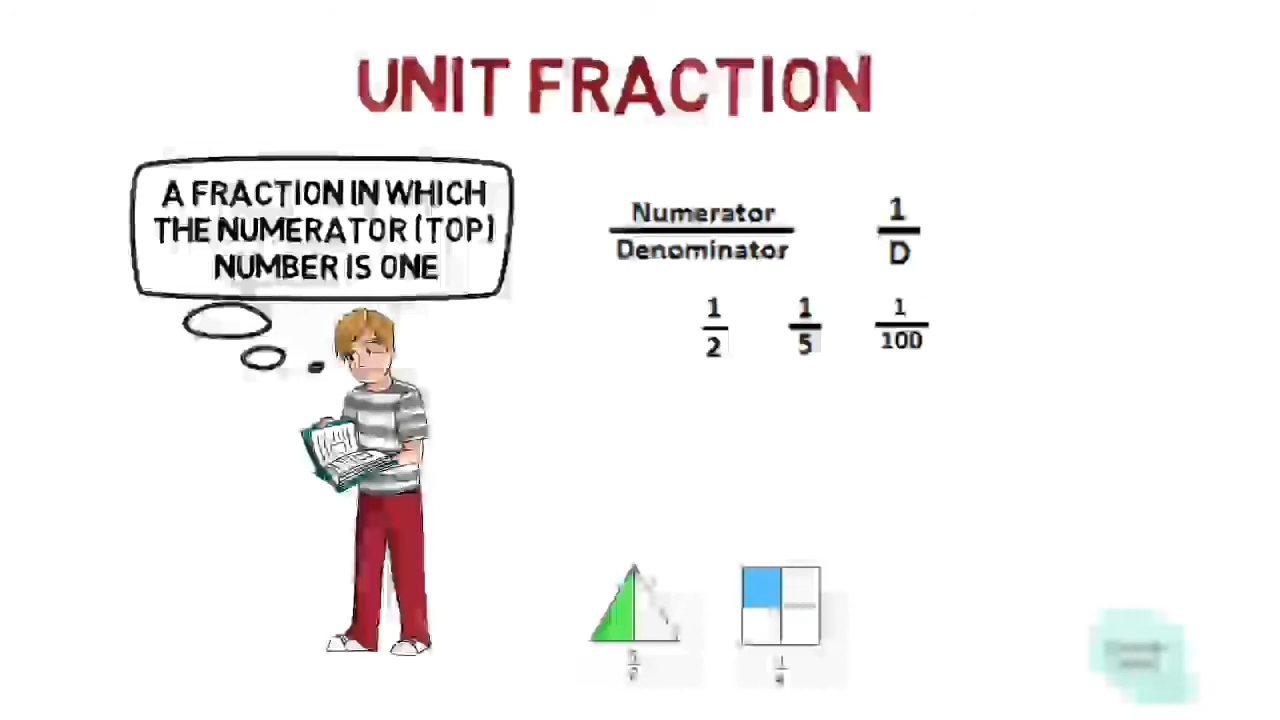 UNIT FRACTION
A FRACTION IN WHICH
THE NUMERATOR (TOP)
NUMBER IS ONE
Numerator
Denominator
1
D
1
2
1
5
1
100